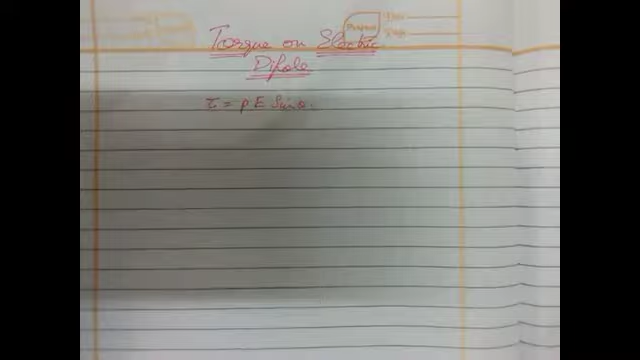 Torque on Electric
Dipole
τ = p E Sinθ.